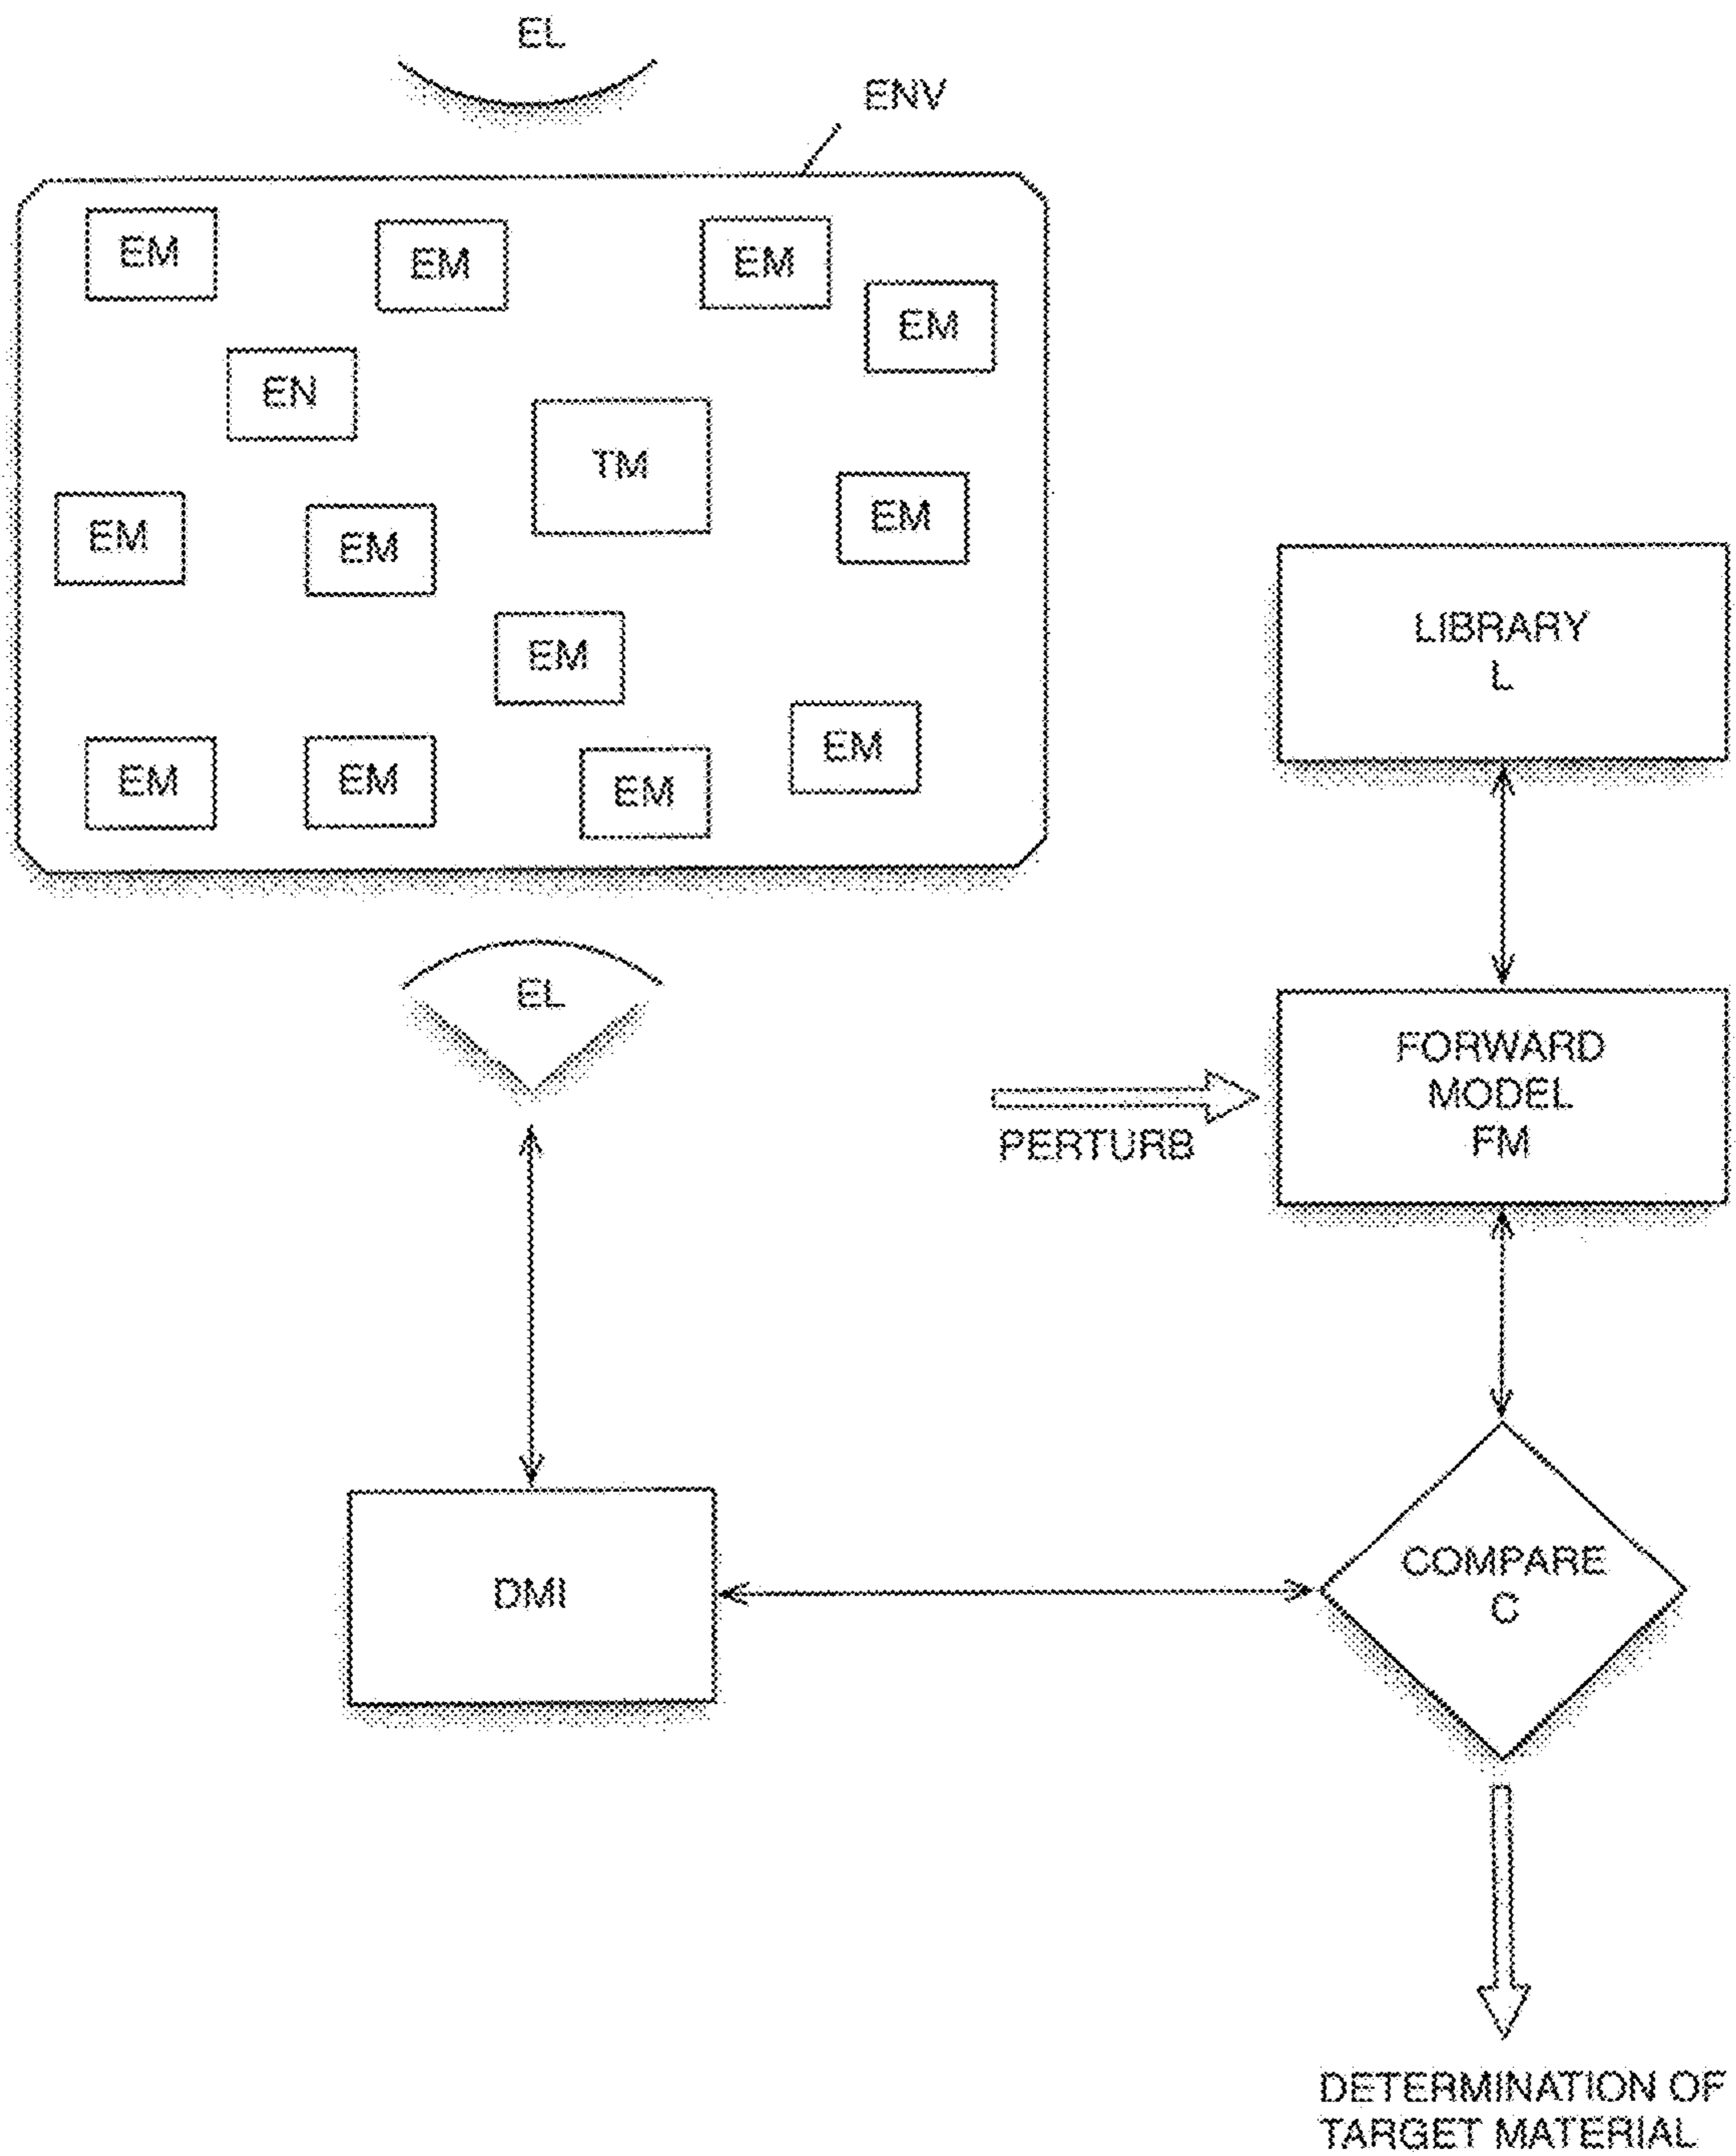 EL
ENV
EM
EM
EM
EM
EN
TM
EM
EM
EM
EM
EM
EM
EM
EM
EL
LIBRARY
L
FORWARD
MODEL
FM
PERTURB
DMI
COMPARE
C
DETERMINATION OF
TARGET MATERIAL